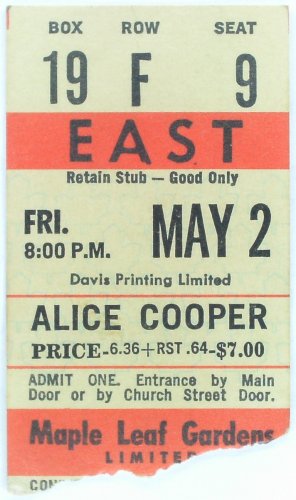 BOX ROW SEAT
19 F 9
EAST
Retain Stub — Good Only
FRI. MAY 2
8:00 P.M.
Davis Printing Limited
ALICE COOPER
PRICE-6.36+RST .64-$7.00
ADMIT ONE. Entrance by Main
Door or by Church Street Door.
Maple Leaf Gardens
LIMITED